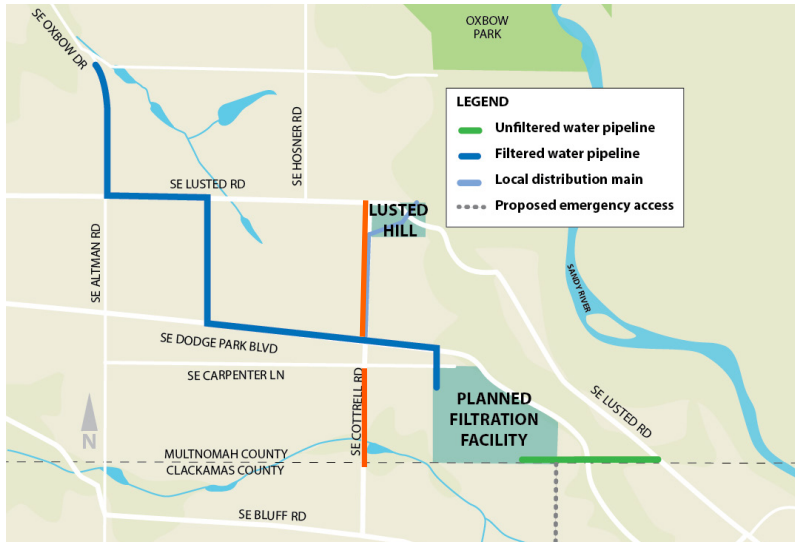 OXBOW
PARK
SE OXBOW DR
LEGEND
Unfiltered water pipeline
Filtered water pipeline
Local distribution main
Proposed emergency access
SE HOSNER RD
SE LUSTED RD
LUSTED
HILL
SE ALTMAN RD
SANDY RIVER
SE DODGE PARK BLVD
SE CARPENTER LN
SE COTTRELL RD
PLANNED
FILTRATION
FACILITY
SE LUSTED RD
N
MULTNOMAH COUNTY
CLACKAMAS COUNTY
SE BLUFF RD